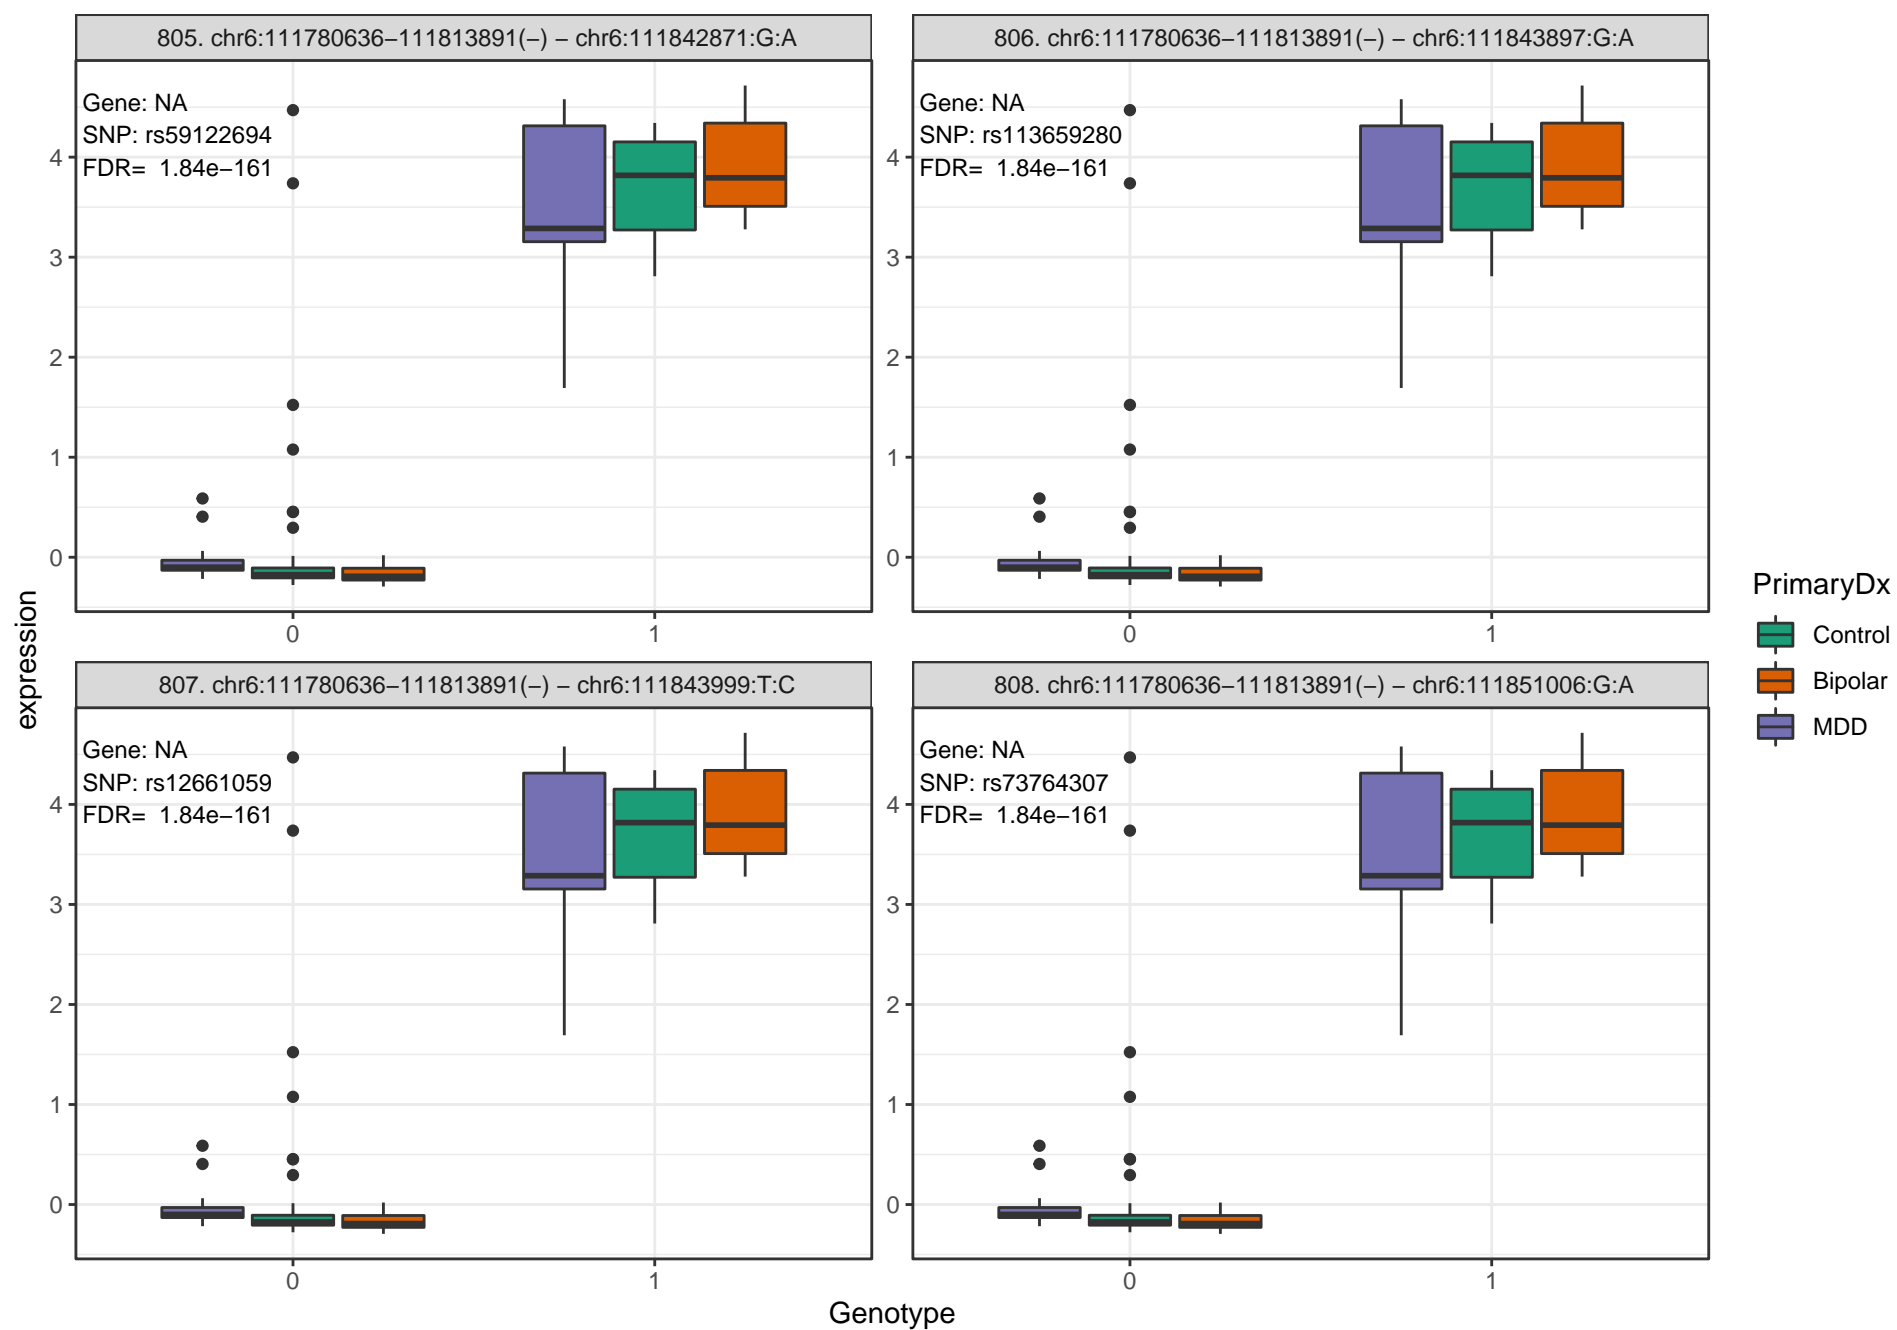 805. chr6:111780636−111813891(−) − chr6:111842871:G:A
Gene: NA
SNP: rs59122694
FDR= 1.84e−161
4
3
2
1
0
0
1
806. chr6:111780636−111813891(−) − chr6:111843897:G:A
Gene: NA
SNP: rs113659280
FDR= 1.84e−161
4
3
2
1
0
0
1
807. chr6:111780636−111813891(−) − chr6:111843999:T:C
Gene: NA
SNP: rs12661059
FDR= 1.84e−161
4
3
2
1
0
0
1
808. chr6:111780636−111813891(−) − chr6:111851006:G:A
Gene: NA
SNP: rs73764307
FDR= 1.84e−161
4
3
2
1
0
0
1
expression
Genotype
PrimaryDx
Control
Bipolar
MDD